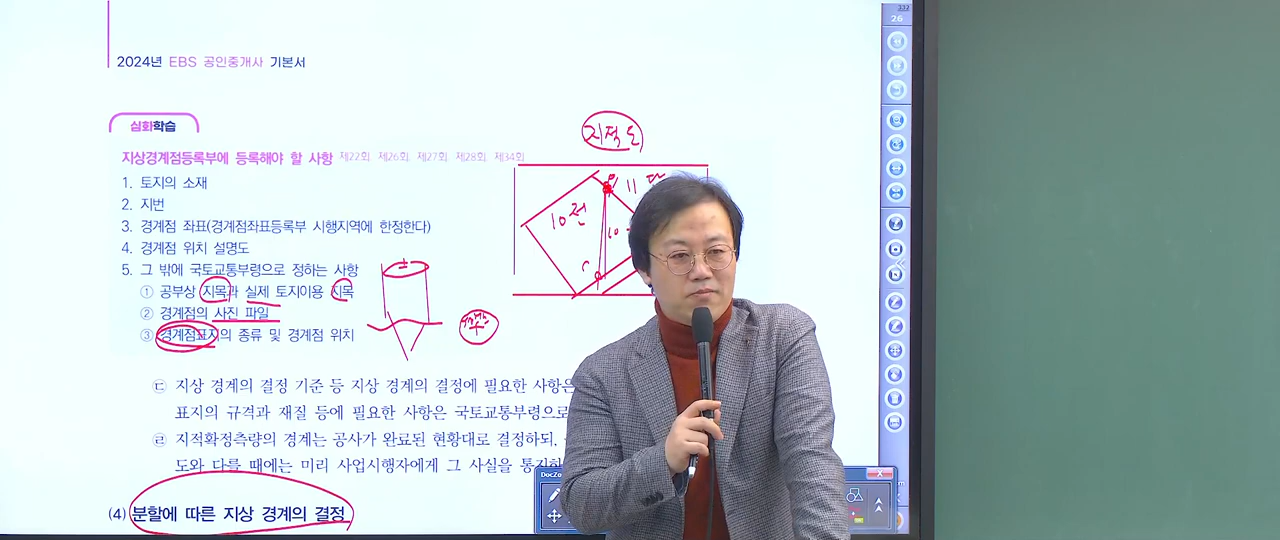 2024년 EBS 공인중개사 기본서
심화학습
지상경계점등록부에 등록해야 할 사항 제22회, 제26회, 제27회, 제28회, 제34회
1. 토지의 소재
2. 지번
3. 경계점 좌표(경계점좌표등록부 시행지역에 한정한다)
4. 경계점 위치 설명도
5. 그 밖에 국토교통부령으로 정하는 사항
① 공부상 지목과 실제 토지이용 지목
② 경계점의 사진 파일
③ 경계점표지의 종류 및 경계점 위치
지적도
10전
11
10
㉢ 지상 경계의 결정 기준 등 지상 경계의 결정에 필요한 사항은
표지의 규격과 재질 등에 필요한 사항은 국토교통부령으로
㉣ 지적확정측량의 경계는 공사가 완료된 현황대로 결정하되,
도와 다를 때에는 미리 사업시행자에게 그 사실을 통지하
(4) 분할에 따른 지상 경계의 결정
26